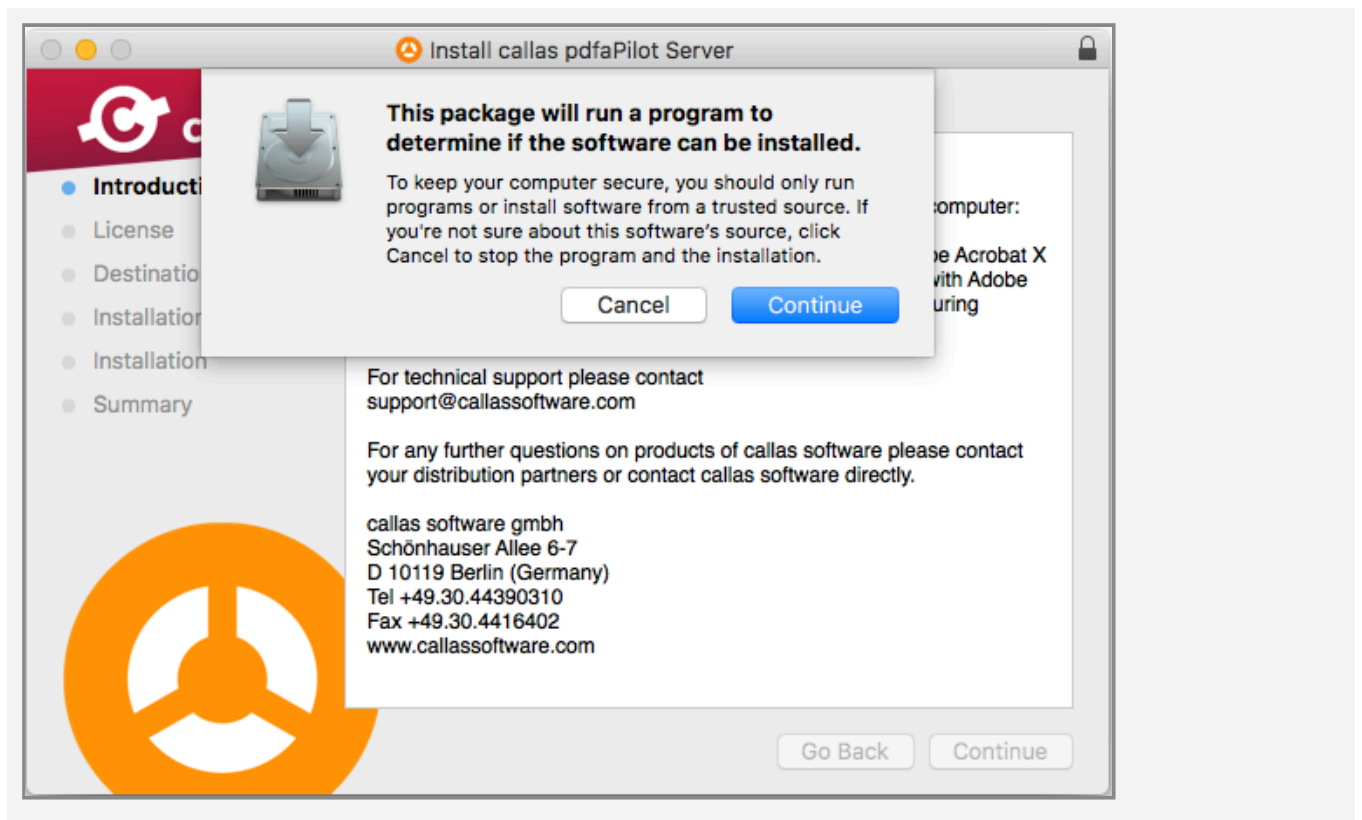 Install callas pdfaPilot Server
This package will run a program to
determine if the software can be installed.
To keep your computer secure, you should only run
programs or install software from a trusted source. If
you're not sure about this software’s source, click
Cancel to stop the program and the installation.
Cancel
Continue
Introducti
License
Destinatio
Installation
Installation
Summary
computer:
be Acrobat X
with Adobe
uring
For technical support please contact
support@callassoftware.com
For any further questions on products of callas software please contact
your distribution partners or contact callas software directly.
callas software gmbh
Schönhauser Allee 6-7
D 10119 Berlin (Germany)
Tel +49.30.44390310
Fax +49.30.4416402
www.callassoftware.com
Go Back
Continue